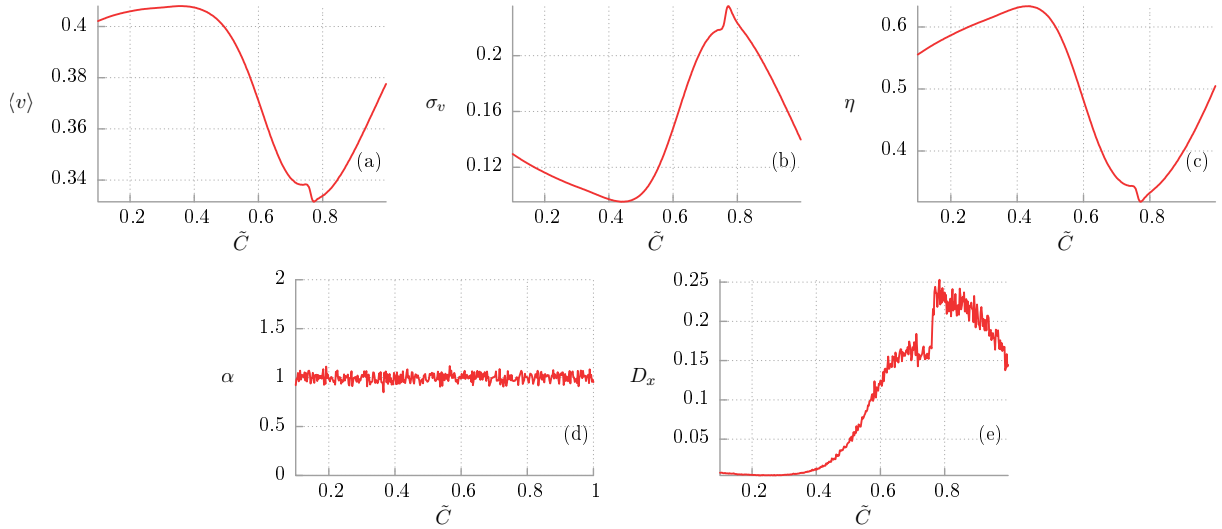 0.4
0.38
0.36
0.34
⟨v⟩
0.2 0.4 0.6 0.8
C̃
(a)
0.2
0.16
0.12
σ_v
0.2 0.4 0.6 0.8
C̃
(b)
0.6
0.5
0.4
η
0.2 0.4 0.6 0.8
C̃
(c)
2
1.5
1
0.5
0
α
0.2 0.4 0.6 0.8 1
C̃
(d)
0.25
0.2
0.15
0.1
0.05
D_x
0.2 0.4 0.6 0.8
C̃
(e)